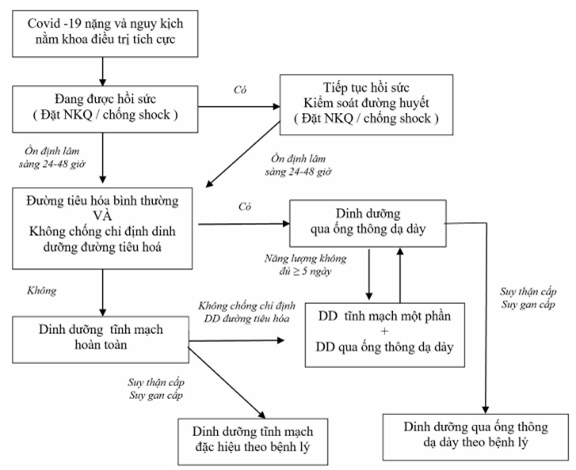 Covid -19 nặng và nguy kịch
nằm khoa điều trị tích cực
Đang được hồi sức
( Đặt NKQ / chống shock )
Có
Tiếp tục hồi sức
Kiểm soát đường huyết
( Đặt NKQ / chống shock )
Ổn định lâm
sàng 24-48 giờ
Ổn định lâm
sàng 24-48 giờ
Đường tiêu hóa bình thường
VÀ
Không chống chỉ định dinh
dưỡng đường tiêu hoá
Có
Dinh dưỡng
qua ống thông dạ dày
Năng lượng không
đủ ≥ 5 ngày
Suy thận cấp
Suy gan cấp
Không
Không chống chỉ định
DD đường tiêu hóa
Dinh dưỡng tĩnh mạch
hoàn toàn
DD tĩnh mạch một phần
+
DD qua ống thông dạ dày
Suy thận cấp
Suy gan cấp
Dinh dưỡng tĩnh mạch
đặc hiệu theo bệnh lý
Dinh dưỡng qua ống thông
dạ dày theo bệnh lý